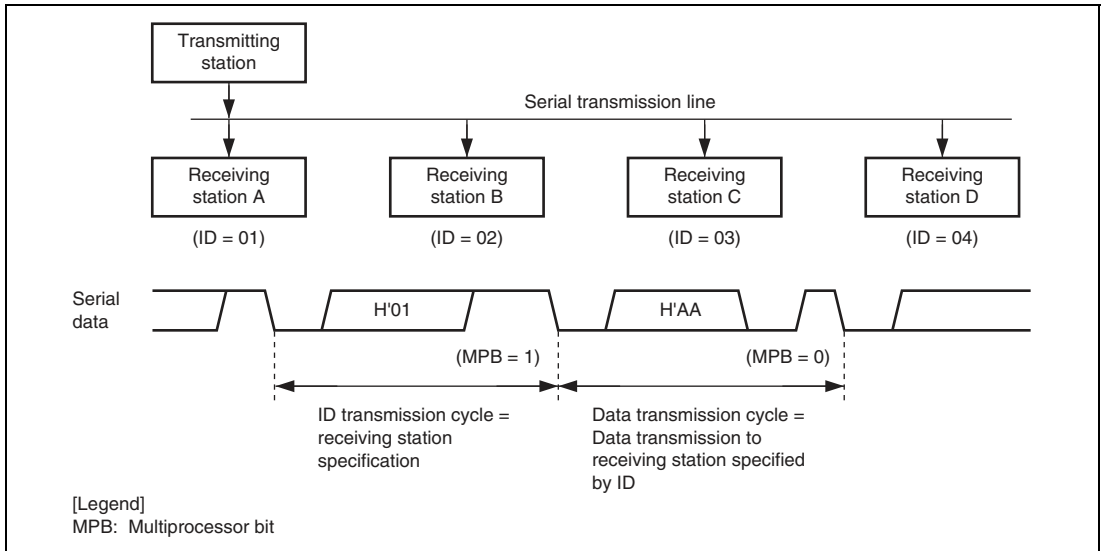 Transmitting
station
Serial transmission line
Receiving
station A
Receiving
station B
Receiving
station C
Receiving
station D
(ID = 01)
(ID = 02)
(ID = 03)
(ID = 04)
Serial
data
H'01
H'AA
(MPB = 1)
(MPB = 0)
ID transmission cycle =
receiving station
specification
Data transmission cycle =
Data transmission to
receiving station specified
by ID
[Legend]
MPB: Multiprocessor bit